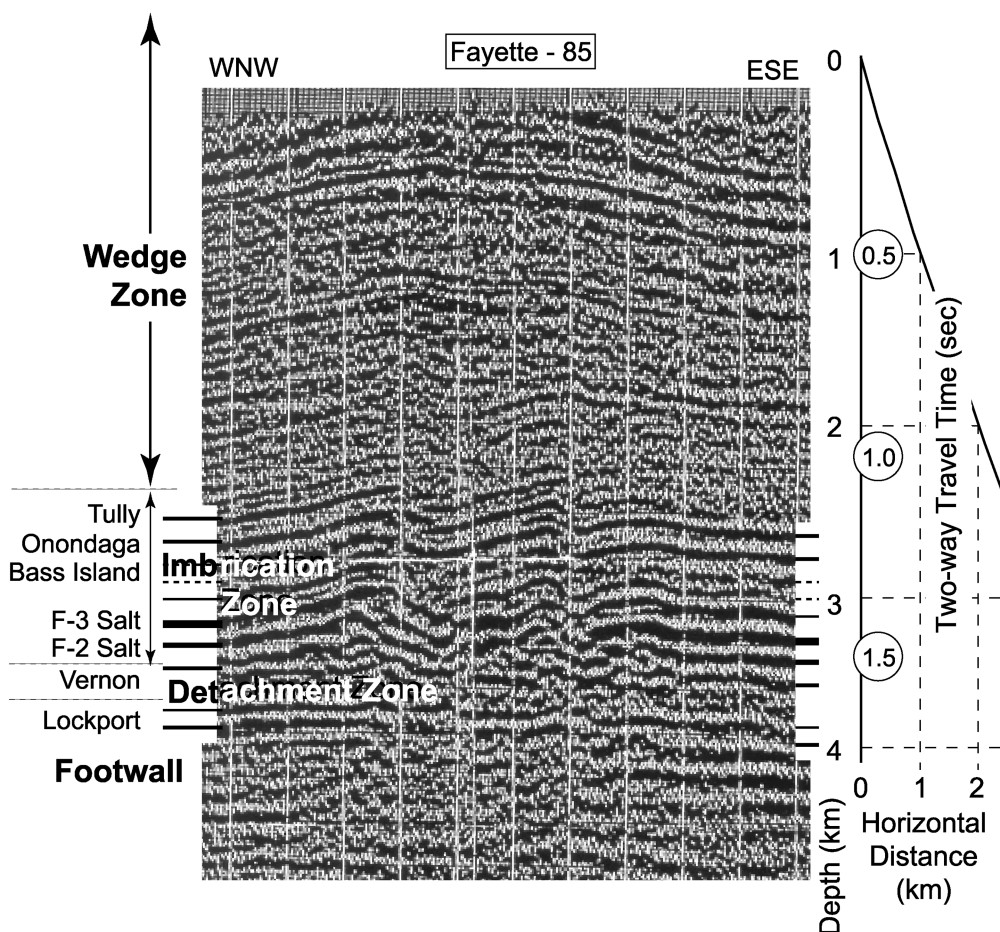 Fayette - 85
WNW
ESE
Wedge
Zone
Tully
Onondaga
Bass Island
F-3 Salt
F-2 Salt
Vernon
Lockport
Imbrication
Zone
Detachment Zone
Footwall
0
1
2
3
4
0.5
1.0
1.5
Two-way Travel Time (sec)
Depth (km)
0 1 2
Horizontal
Distance
(km)